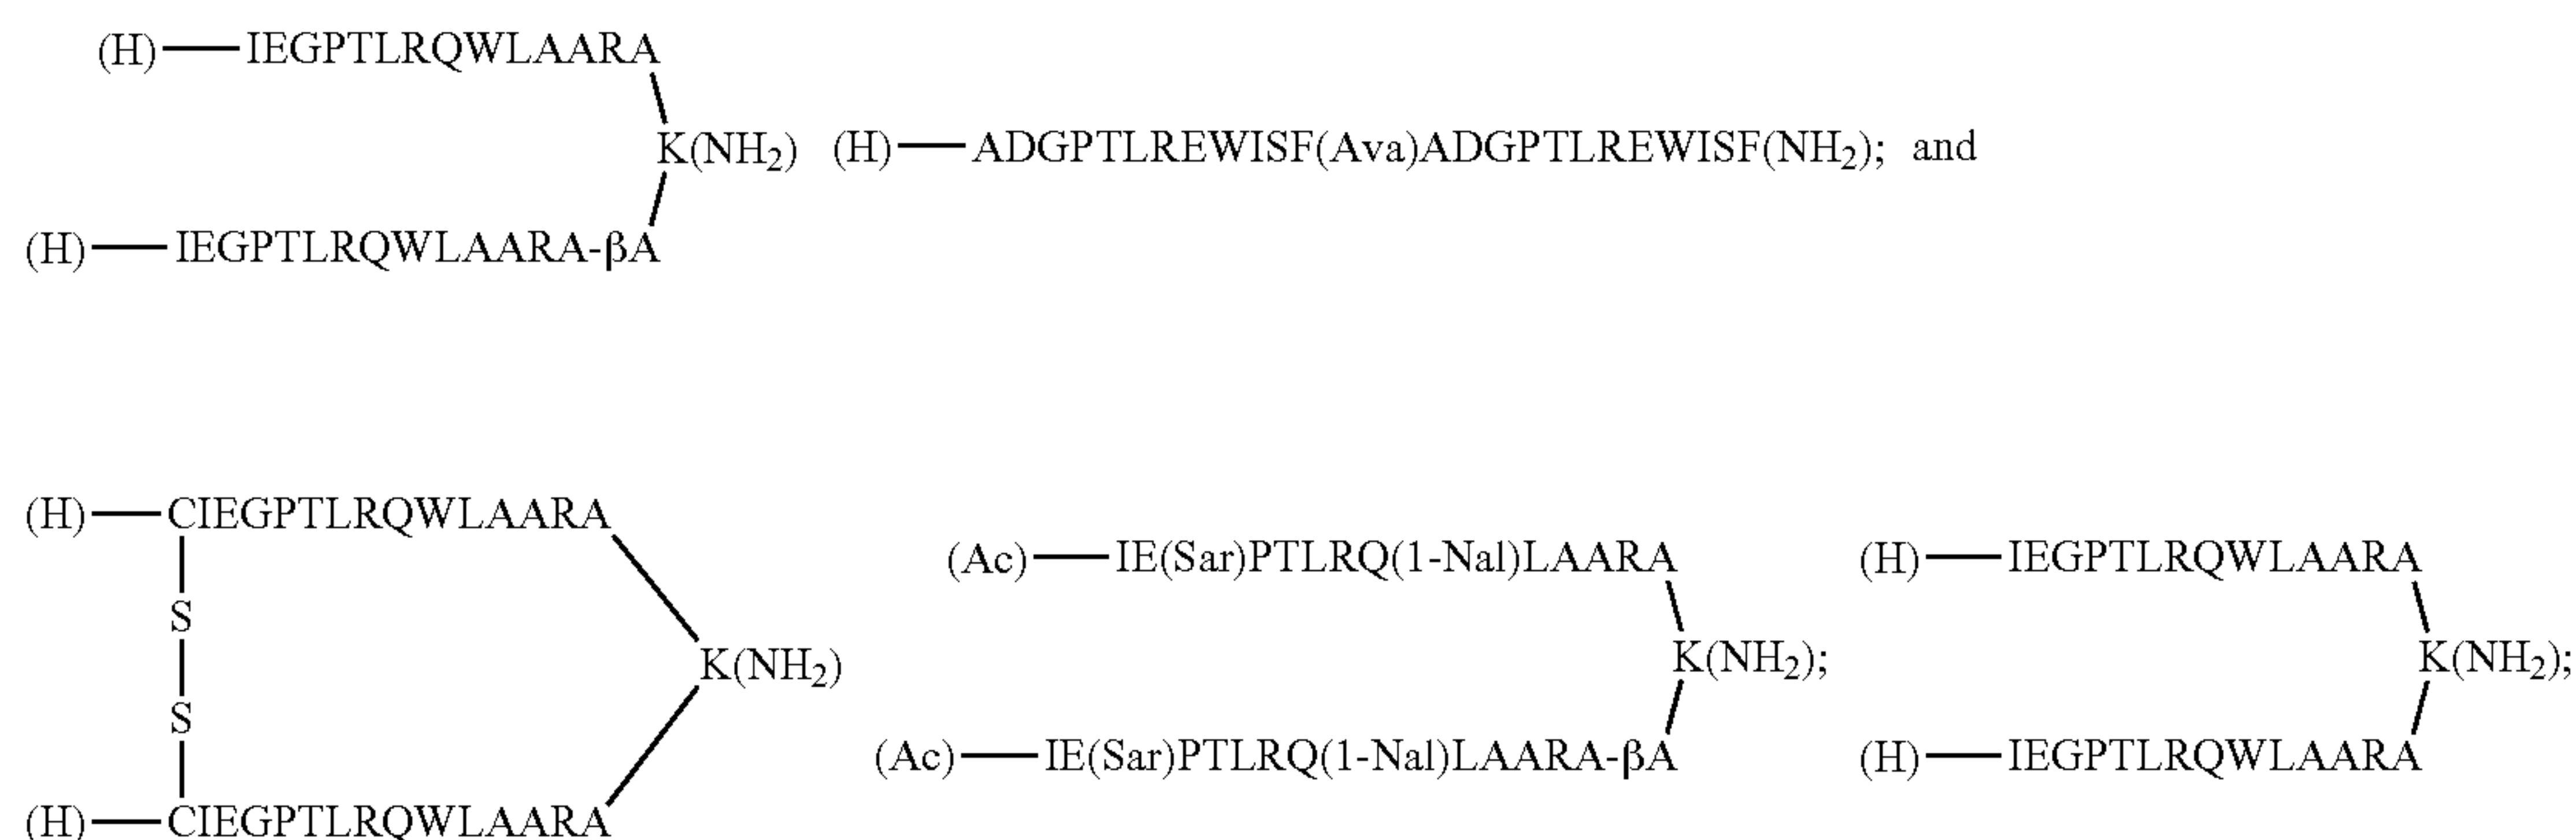 (H)—IEGPTLRQWLAARA
K(NH2) (H)—ADGPTLREWISF(Ava)ADGPTLREWISF(NH2); and
(H)—IEGPTLRQWLAARA-βA
(H)—CIEGPTLRQWLAARA
(Ac)—IE(Sar)PTLRQ(1-Nal)LAARA
(H)—IEGPTLRQWLAARA
S
K(NH2)
K(NH2);
K(NH2);
S
(Ac)—IE(Sar)PTLRQ(1-Nal)LAARA-βA
(H)—IEGPTLRQWLAARA
(H)—CIEGPTLRQWLAARA